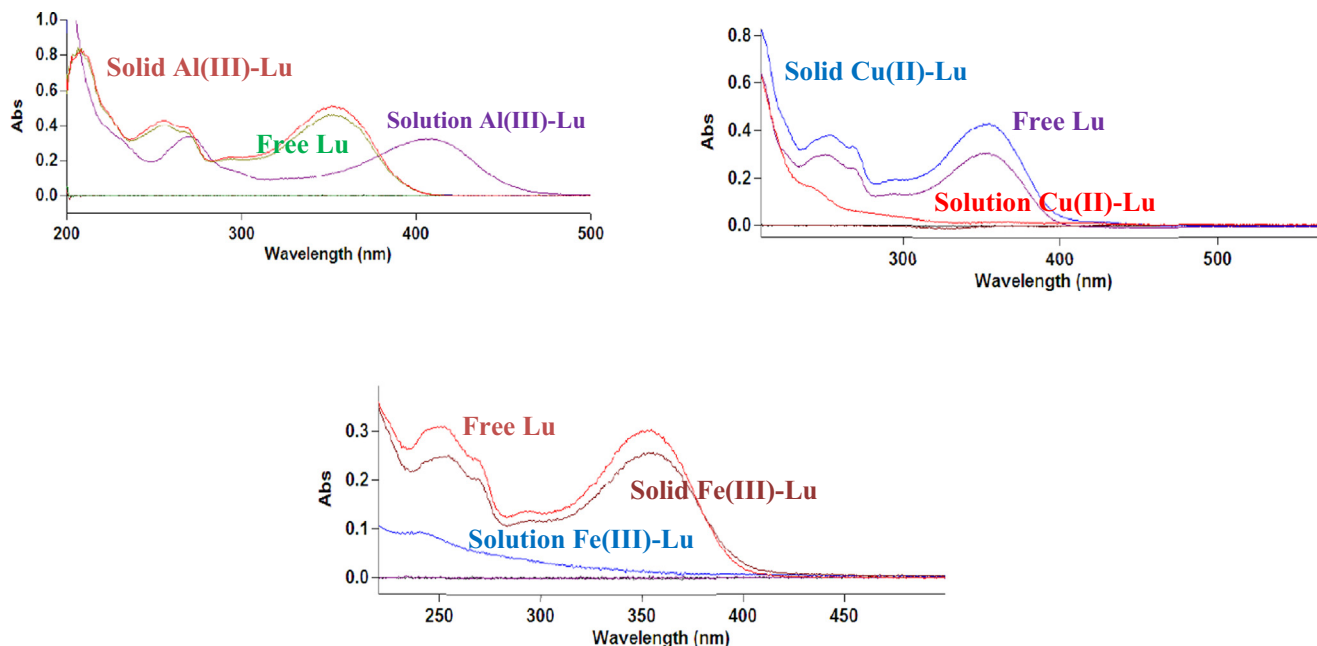 1.0
0.8
0.6
0.4
0.2
0.0
Abs
Solid Al(III)-Lu
Solution Al(III)-Lu
Free Lu
200
300
400
500
Wavelength (nm)
0.8
0.6
0.4
0.2
0.0
Abs
Solid Cu(II)-Lu
Free Lu
Solution Cu(II)-Lu
300
400
500
Wavelength (nm)
0.3
0.2
0.1
0.0
Abs
Free Lu
Solid Fe(III)-Lu
Solution Fe(III)-Lu
250
300
350
400
450
Wavelength (nm)